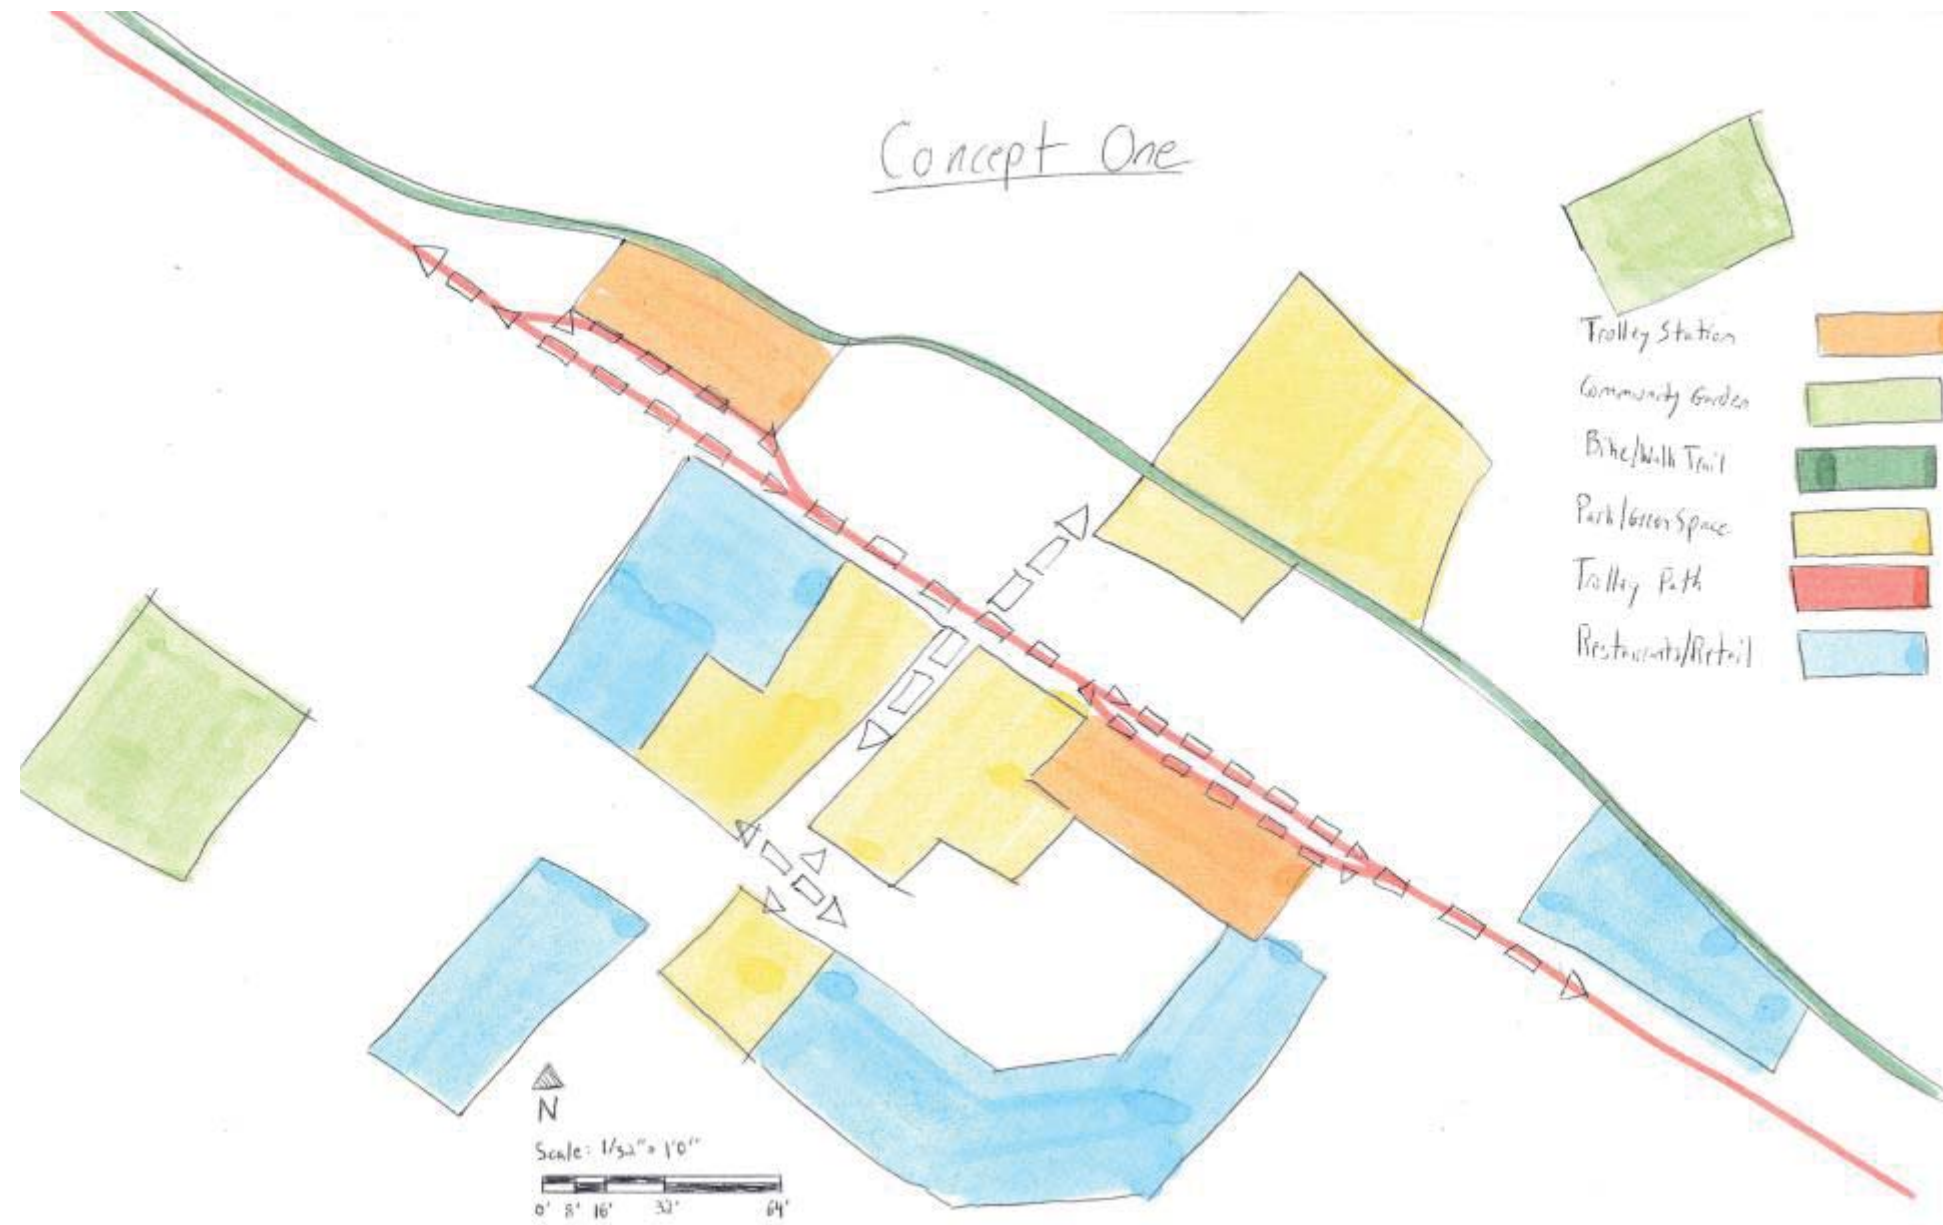 Concept One
Trolley Station
Community Garden
Bike/Walk Trail
Park/Green Space
Trolley Path
Restaurants/Retail
N
Scale: 1/32" = 1'0"
0' 8' 16' 32' 64'